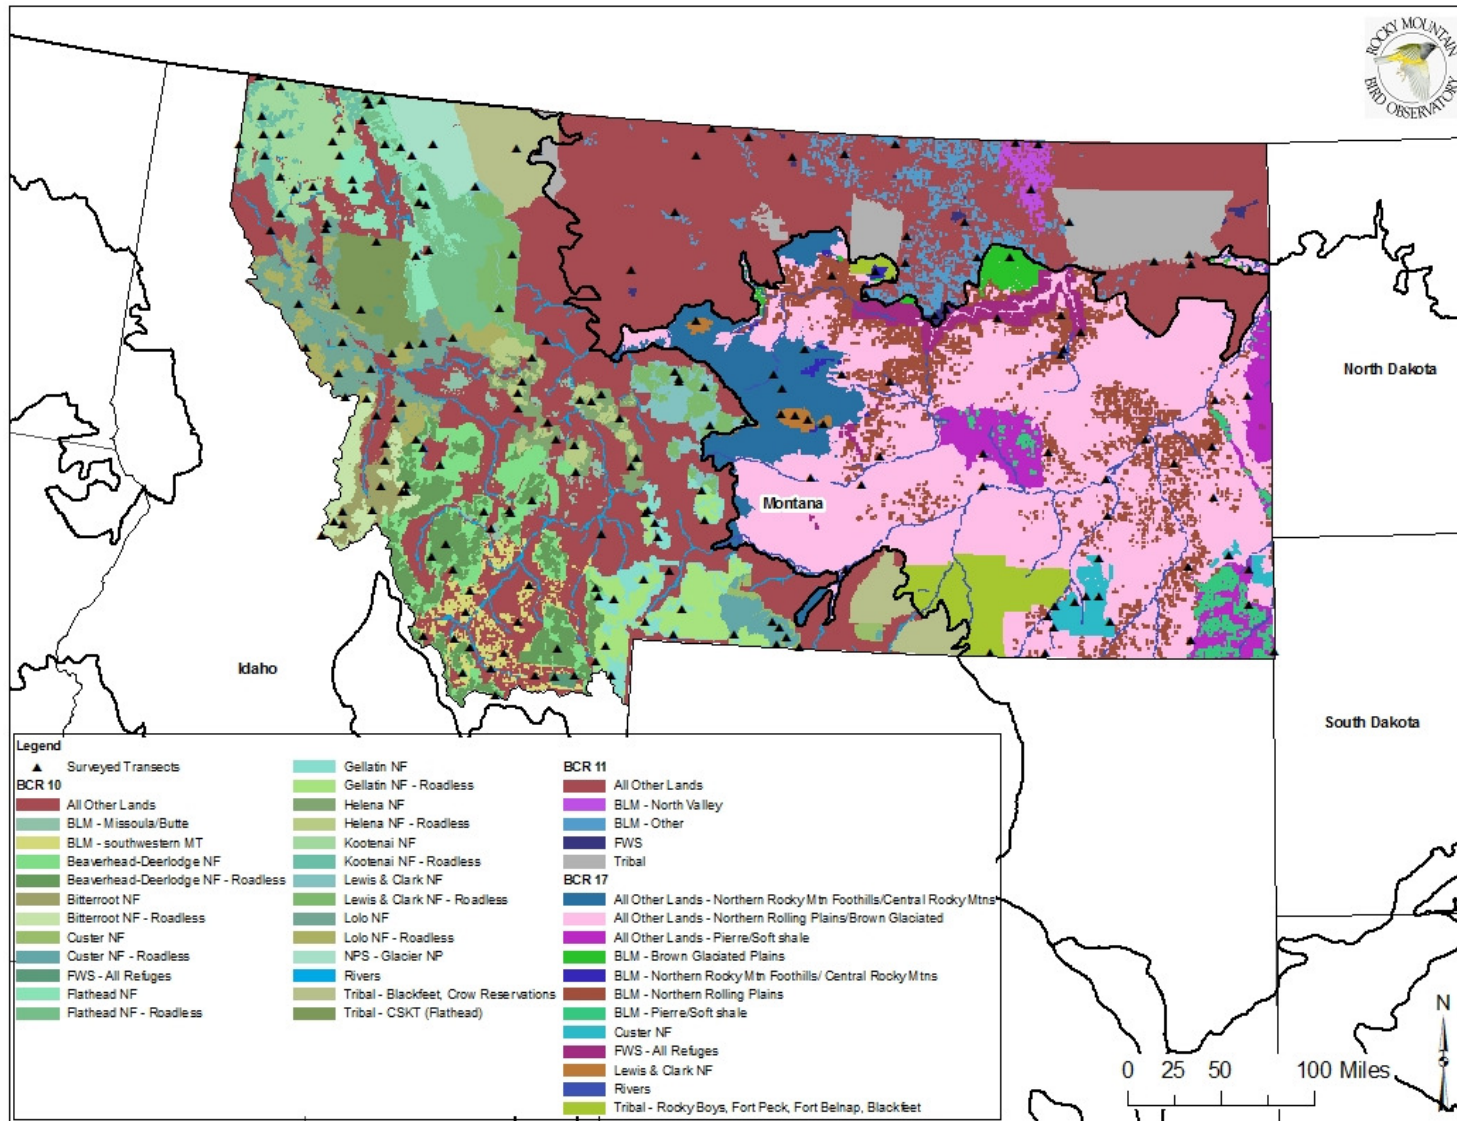 ROCKY MOUNTAIN
BIRD OBSERVATORY
North Dakota
Montana
Idaho
South Dakota
Legend
Surveyed Transects
BCR 10
All Other Lands
BLM - Missoula/Butte
BLM - southwestern MT
Beaverhead-Deerlodge NF
Beaverhead-Deerlodge NF - Roadless
Bitterroot NF
Bitterroot NF - Roadless
Custer NF
Custer NF - Roadless
FWS - All Refuges
Flathead NF
Flathead NF - Roadless
Gellatin NF
Gellatin NF - Roadless
Helena NF
Helena NF - Roadless
Kootenai NF
Kootenai NF - Roadless
Lewis & Clark NF
Lewis & Clark NF - Roadless
Lolo NF
Lolo NF - Roadless
NPS - Glacier NP
Rivers
Tribal - Blackfeet, Crow Reservations
Tribal - CSKT (Flathead)
BCR 11
All Other Lands
BLM - North Valley
BLM - Other
FWS
Tribal
BCR 17
All Other Lands - Northern Rocky Mtn Foothills/Central Rocky Mtns
All Other Lands - Northern Rolling Plains/Brown Glaciated
All Other Lands - Pierre/Soft shale
BLM - Brown Glaciated Plains
BLM - Northern Rocky Mtn Foothills/ Central Rocky Mtns
BLM - Northern Rolling Plains
BLM - Pierre/Soft shale
Custer NF
FWS - All Refuges
Lewis & Clark NF
Rivers
Tribal - Rocky Boys, Fort Peck, Fort Belnap, Blackfeet
N
0 25 50 100 Miles